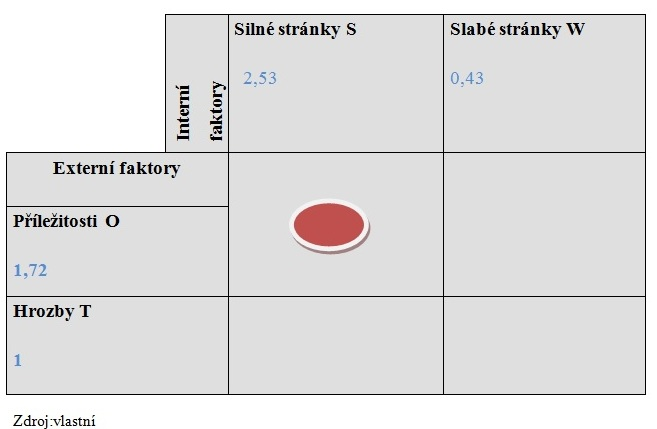 Interní faktory
Silné stránky S
2,53
Slabé stránky W
0,43
Externí faktory
Příležitosti O
1,72
Hrozby T
1
Zdroj:vlastní